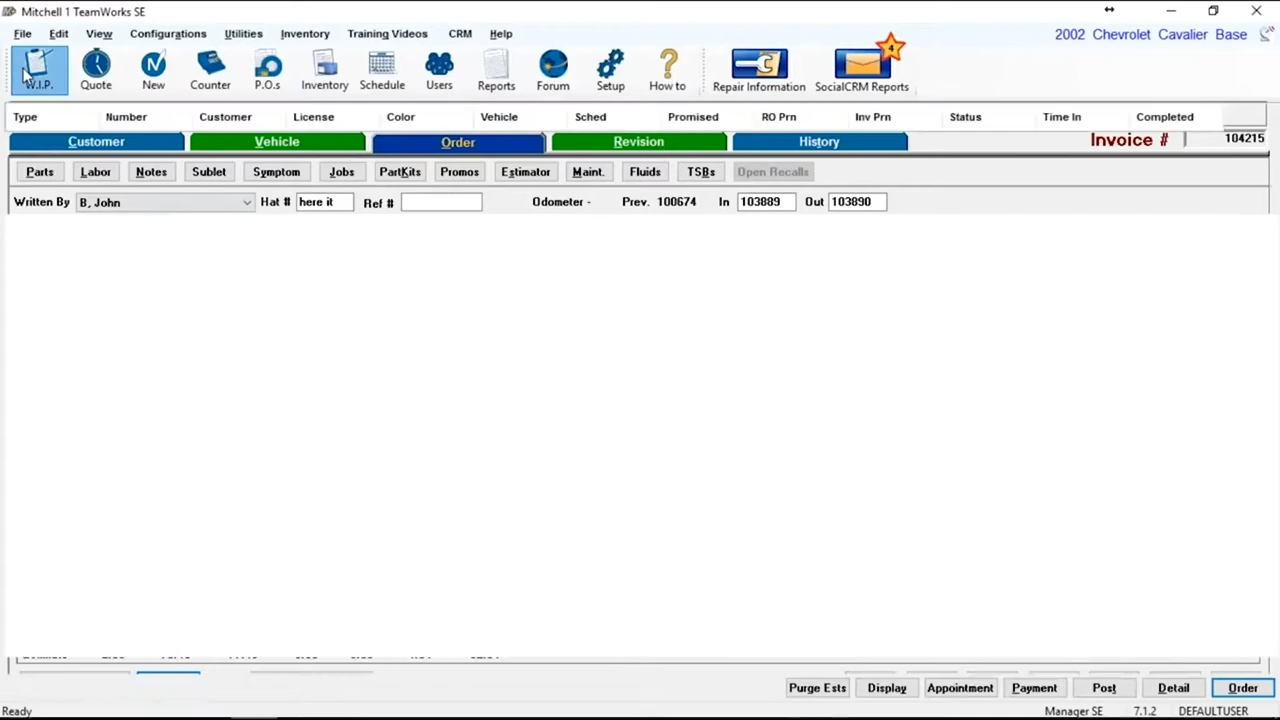 Mitchell 1 TeamWorks SE
File Edit View Configurations Utilities Inventory Training Videos CRM Help 2002 Chevrolet Cavalier Base
4
W.I.P. Quote New Counter P.O.s Inventory Schedule Users Reports Forum Setup How to Repair Information SocialCRM Reports
Type Number Customer License Color Vehicle Sched Promised RO Prn Inv Prn Status Time In Completed
Customer Vehicle Order Revision History Invoice # 104215
Parts Labor Notes Sublet Symptom Jobs PartKits Promos Estimator Maint. Fluids TSBs Open Recalls
Written By B, John Hat # here it Ref # Odometer - Prev. 100674 In 103889 Out 103890
Purge Ests Display Appointment Payment Post Detail Order
Ready Manager SE 7.1.2 DEFAULTUSER